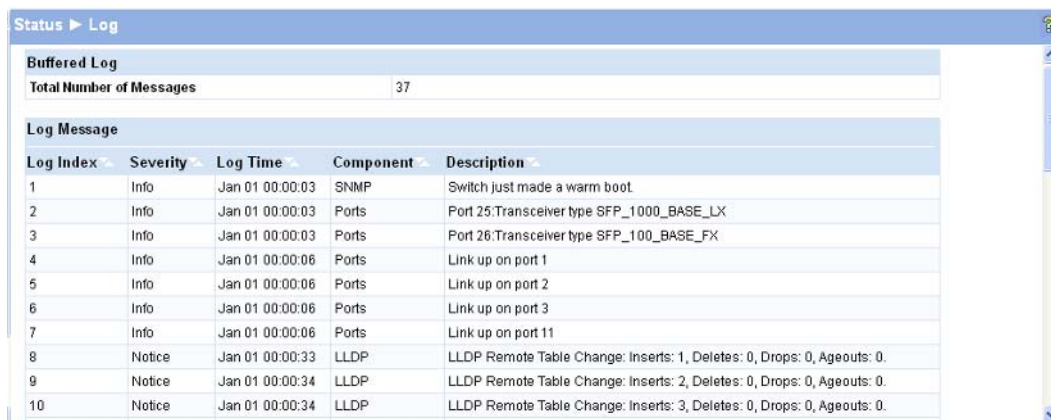 Status ► Log
Buffered Log
Total Number of Messages 37
Log Message
Log Index Severity Log Time Component Description
1 Info Jan 01 00:00:03 SNMP Switch just made a warm boot.
2 Info Jan 01 00:00:03 Ports Port 25:Transceiver type SFP_1000_BASE_LX
3 Info Jan 01 00:00:03 Ports Port 26:Transceiver type SFP_100_BASE_FX
4 Info Jan 01 00:00:06 Ports Link up on port 1
5 Info Jan 01 00:00:06 Ports Link up on port 2
6 Info Jan 01 00:00:06 Ports Link up on port 3
7 Info Jan 01 00:00:06 Ports Link up on port 11
8 Notice Jan 01 00:00:33 LLDP LLDP Remote Table Change: Inserts: 1, Deletes: 0, Drops: 0, Ageouts: 0.
9 Notice Jan 01 00:00:34 LLDP LLDP Remote Table Change: Inserts: 2, Deletes: 0, Drops: 0, Ageouts: 0.
10 Notice Jan 01 00:00:34 LLDP LLDP Remote Table Change: Inserts: 3, Deletes: 0, Drops: 0, Ageouts: 0.